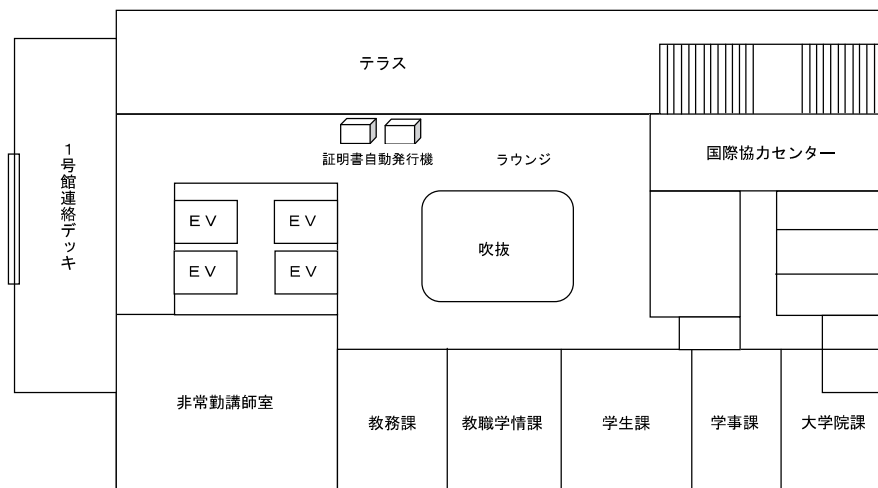 テラス
1号館連絡デッキ
証明書自動発行機
ラウンジ
国際協力センター
EV
EV
EV
EV
吹抜
非常勤講師室
教務課
教職学情課
学生課
学事課
大学院課